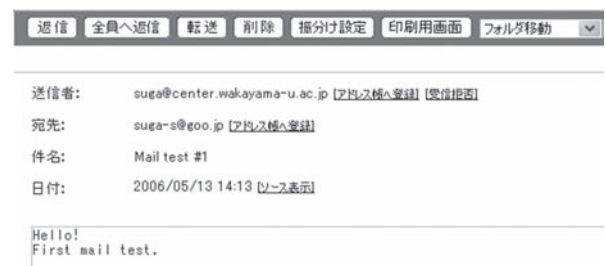 返信 全員へ返信 転送 削除 振分け設定 印刷用画面 フォルダ移動
送信者: suga@center.wakayama-u.ac.jp [アドレス帳へ登録] [受信拒否]
宛先: suga-s@goo.jp [アドレス帳へ登録]
件名: Mail test #1
日付: 2006/05/13 14:13 [ソース表示]
Hello!
First mail test.